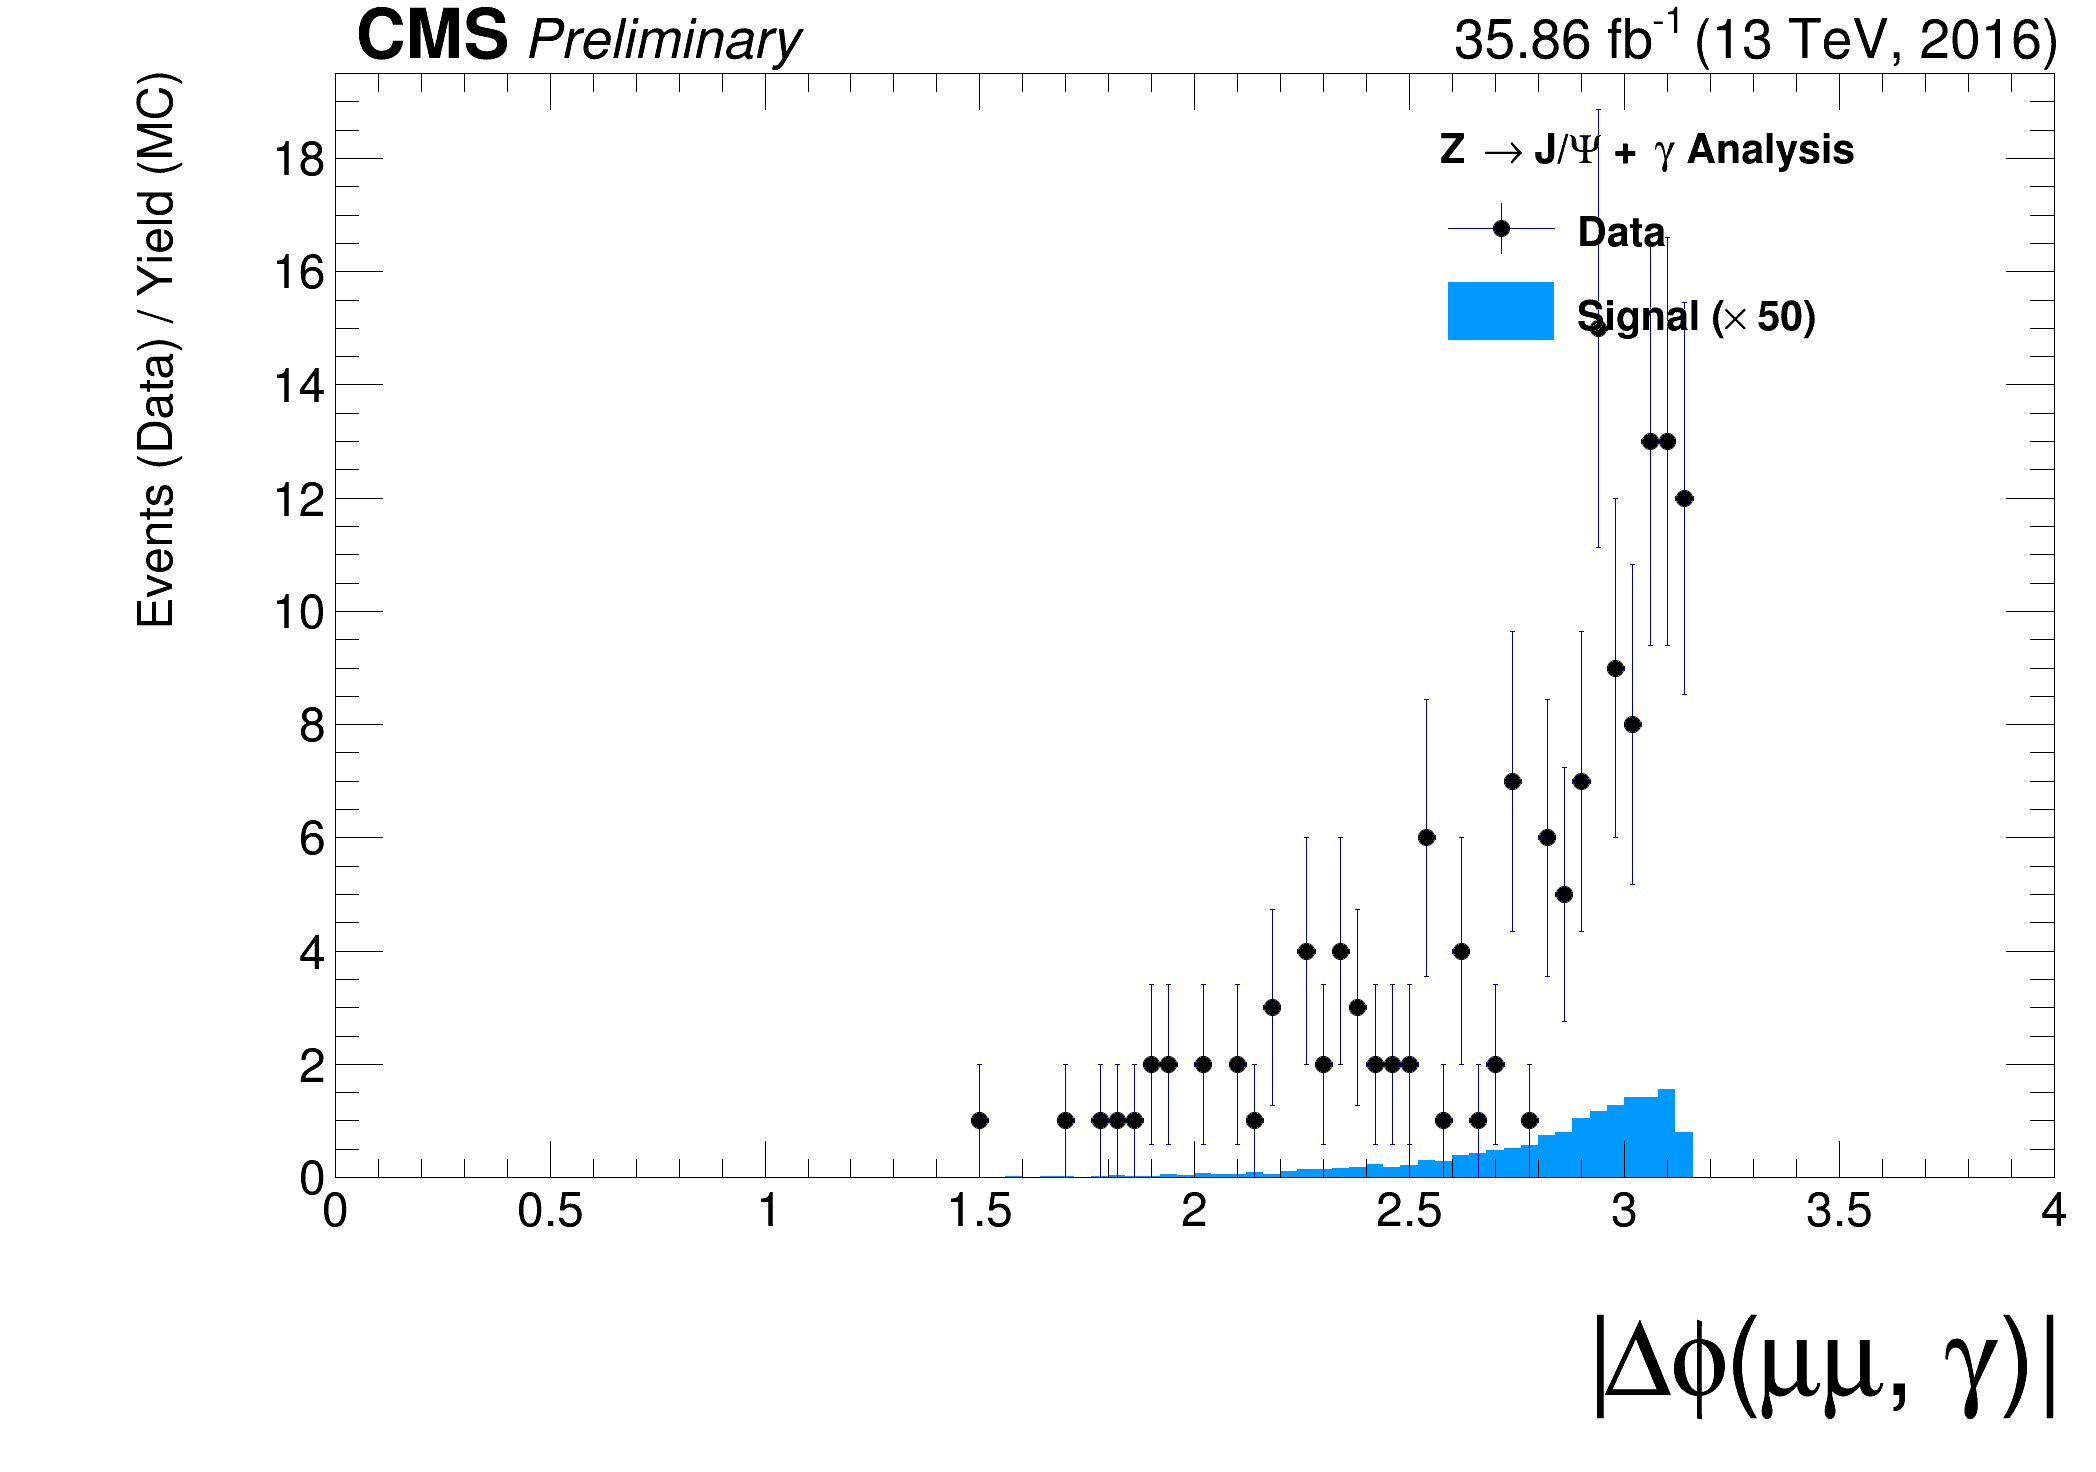 CMS Preliminary
35.86 fb⁻¹ (13 TeV, 2016)
Events (Data) / Yield (MC)
Z → J/Ψ + γ Analysis
Data
Signal (× 50)
18
16
14
12
10
8
6
4
2
0
0 0.5 1 1.5 2 2.5 3 3.5 4
|Δϕ(μμ, γ)|